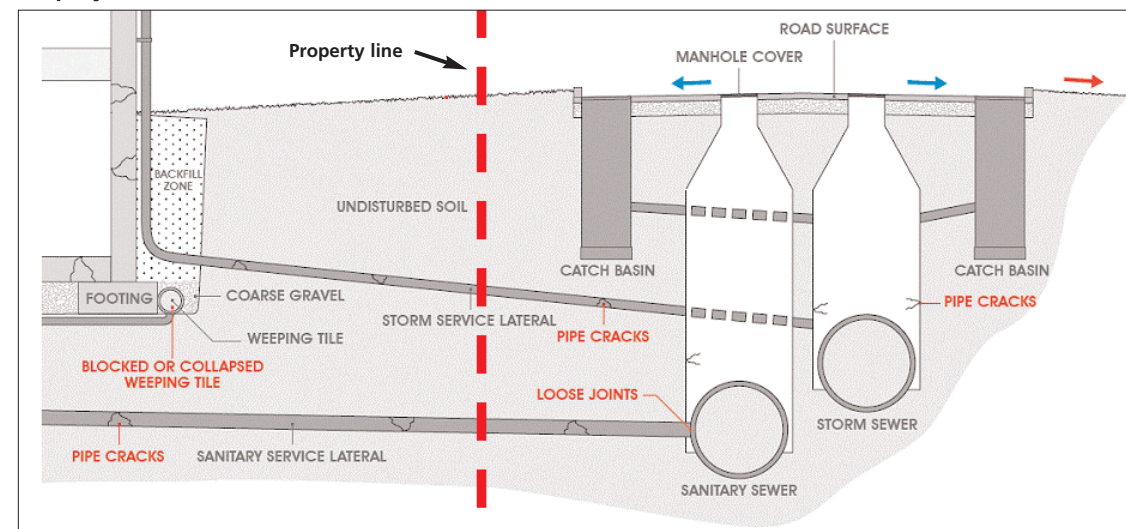 Property line
ROAD SURFACE
MANHOLE COVER
BACKFILL
ZONE
UNDISTURBED SOIL
CATCH BASIN
CATCH BASIN
FOOTING
COARSE GRAVEL
PIPE CRACKS
STORM SERVICE LATERAL
WEEPING TILE
PIPE CRACKS
BLOCKED OR COLLAPSED
WEEPING TILE
LOOSE JOINTS
STORM SEWER
PIPE CRACKS
SANITARY SERVICE LATERAL
SANITARY SEWER